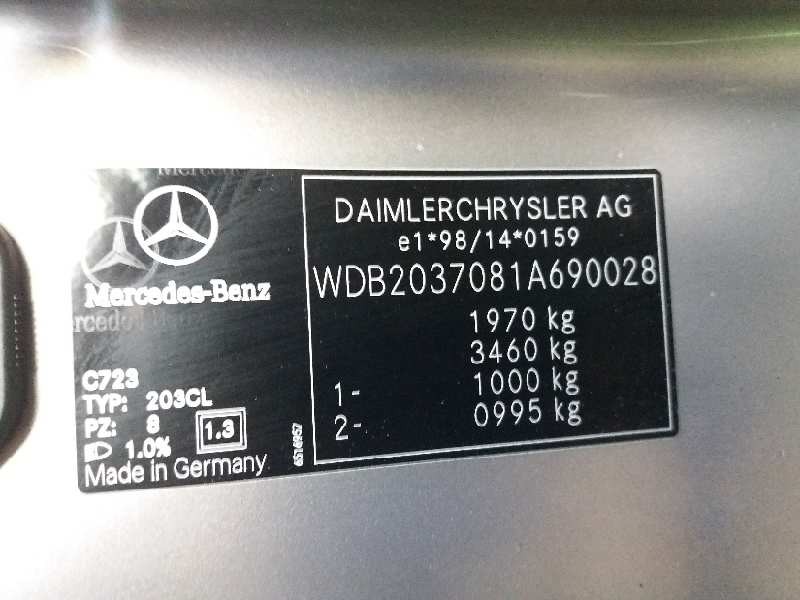 Mercedes-Benz
C723
TYP: 203CL
PZ: 8
1.0%
1.3
Made in Germany
6516957
DAIMLERCHRYSLER AG
e1*98/14*0159
WDB2037081A690028
1970 kg
3460 kg
1- 1000 kg
2- 0995 kg